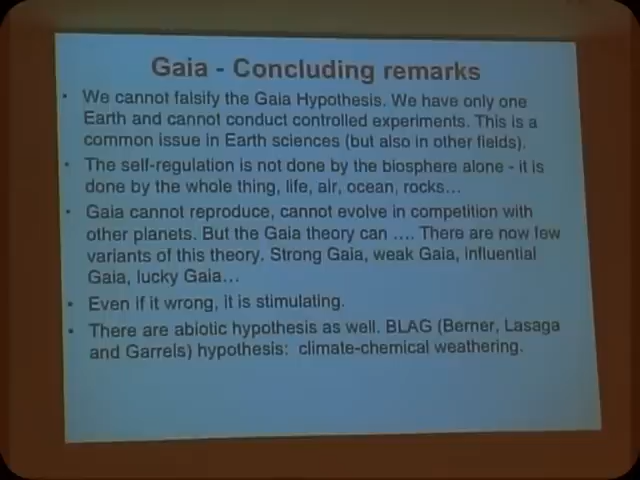 Gaia - Concluding remarks
• We cannot falsify the Gaia Hypothesis. We have only one
Earth and cannot conduct controlled experiments. This is a
common issue in Earth sciences (but also in other fields).
• The self-regulation is not done by the biosphere alone - it is
done by the whole thing, life, air, ocean, rocks…
• Gaia cannot reproduce, cannot evolve in competition with
other planets. But the Gaia theory can …. There are now few
variants of this theory. Strong Gaia, weak Gaia, influential
Gaia, lucky Gaia…
• Even if it wrong, it is stimulating.
• There are abiotic hypothesis as well. BLAG (Berner, Lasaga
and Garrels) hypothesis: climate-chemical weathering.